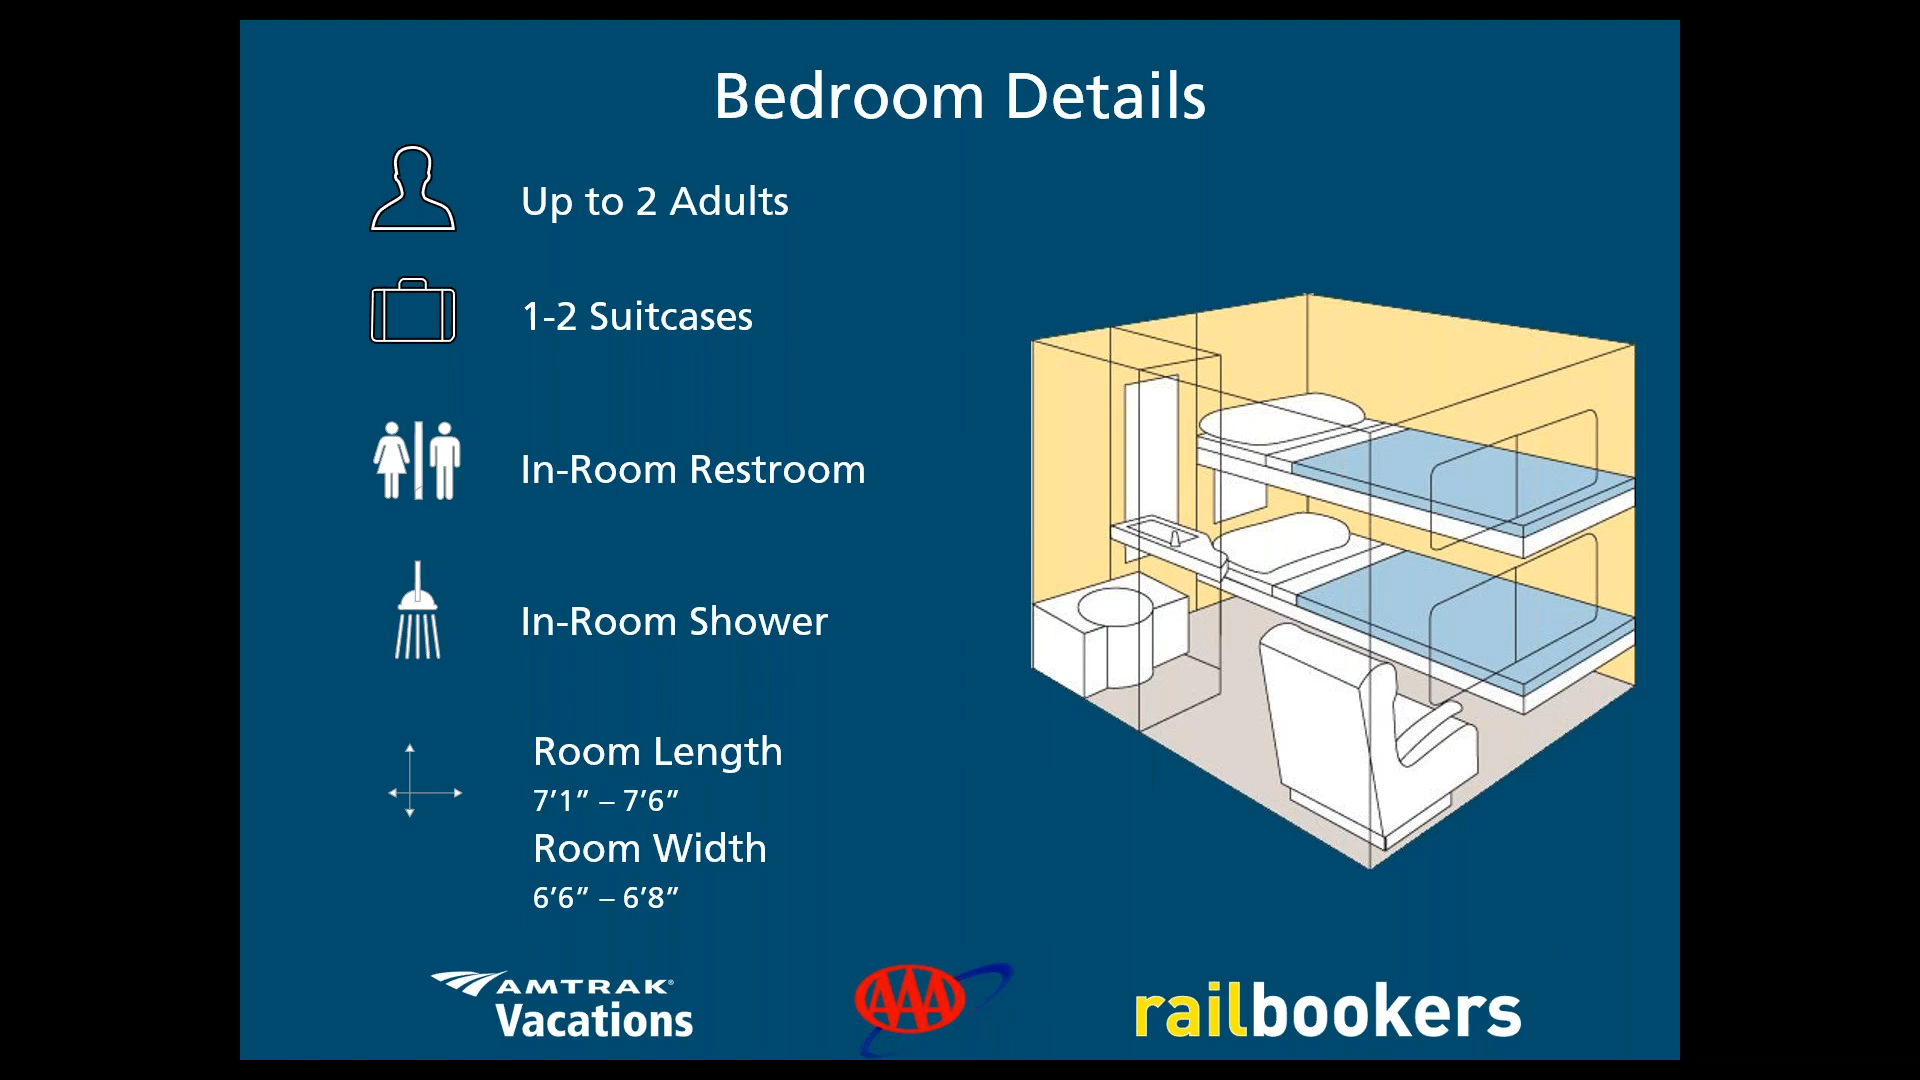 Bedroom Details
Up to 2 Adults
1-2 Suitcases
In-Room Restroom
In-Room Shower
Room Length
7’1” – 7’6”
Room Width
6’6” – 6’8”
AMTRAK®
Vacations
AAA
railbookers